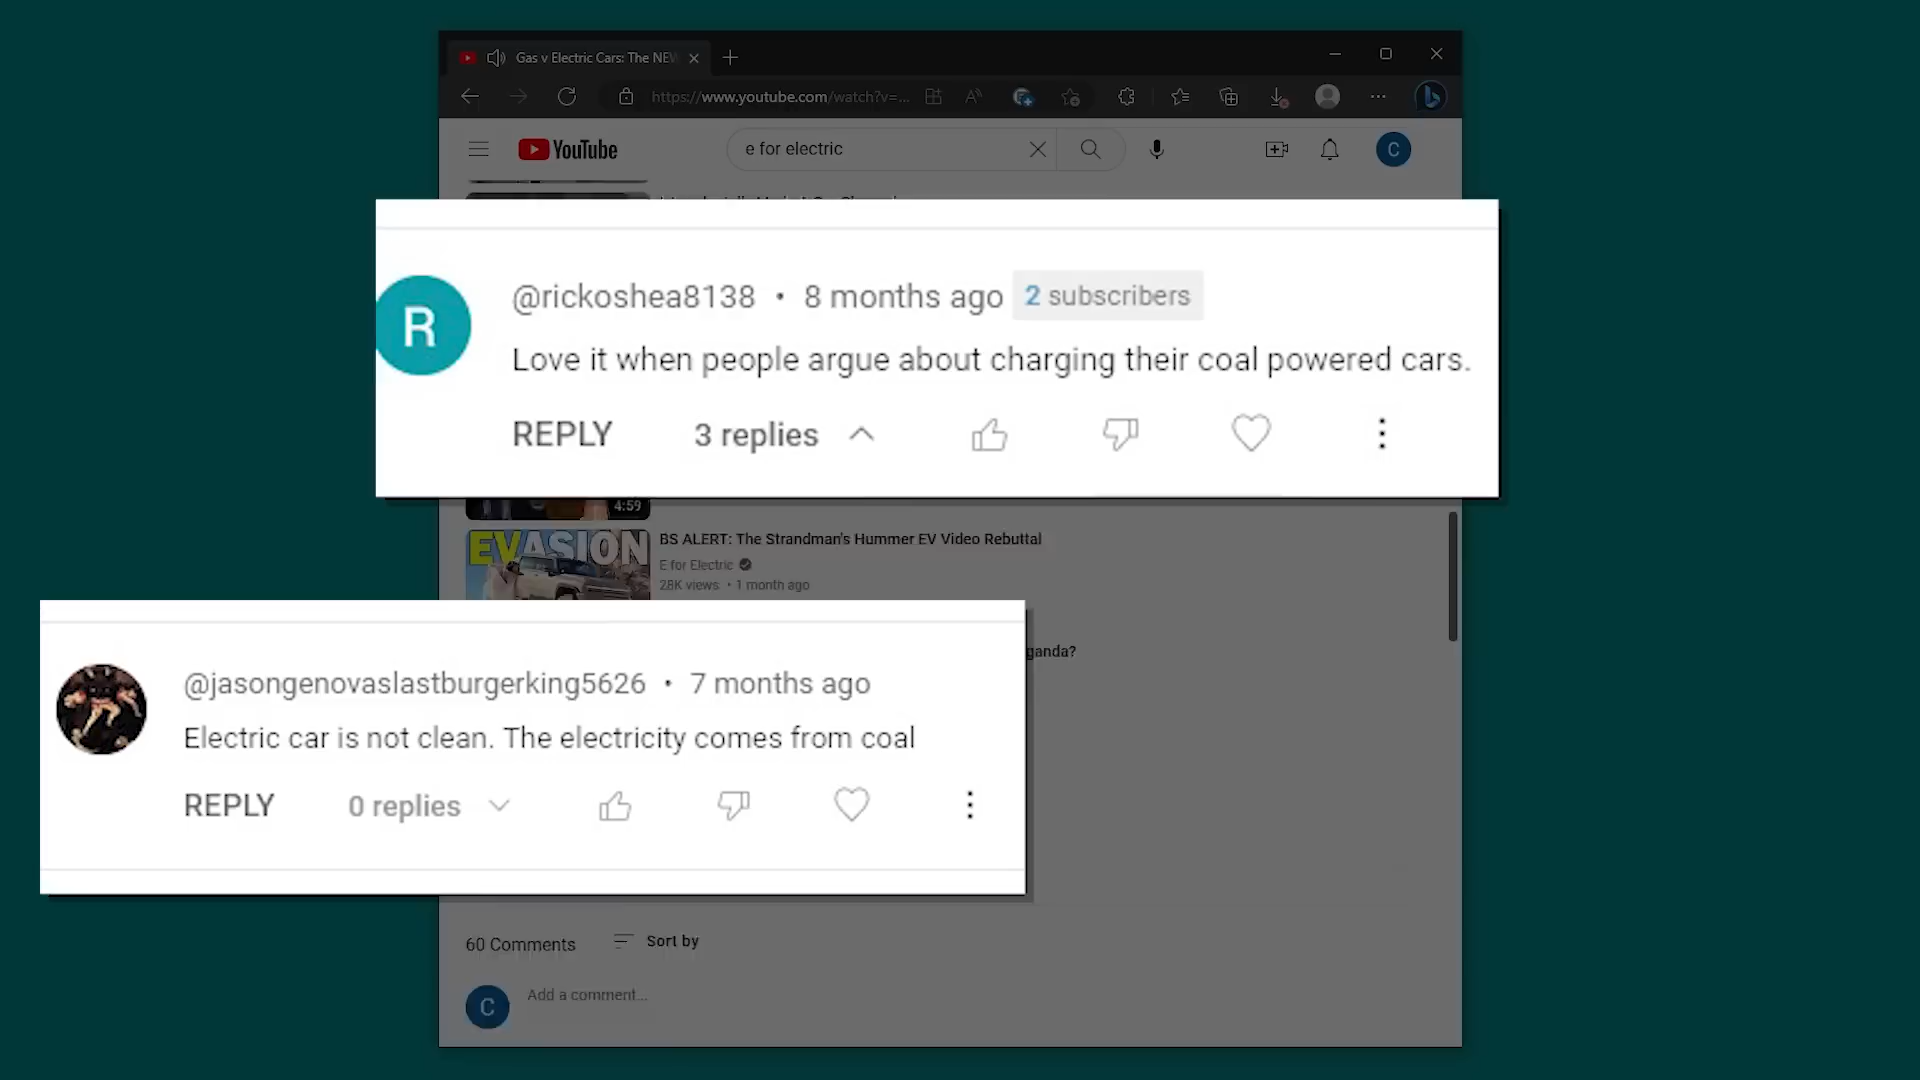 Gas v Electric Cars: The NEW
https://www.youtube.com/watch?v=...
YouTube
e for electric
C
R
@rickoshea8138 • 8 months ago 2 subscribers
Love it when people argue about charging their coal powered cars.
REPLY 3 replies
4:59
EVASION
BS ALERT: The Strandman's Hummer EV Video Rebuttal
E for Electric
28K views • 1 month ago
ganda?
@jasongenovaslastburgerking5626 • 7 months ago
Electric car is not clean. The electricity comes from coal
REPLY 0 replies
60 Comments Sort by
C
Add a comment...